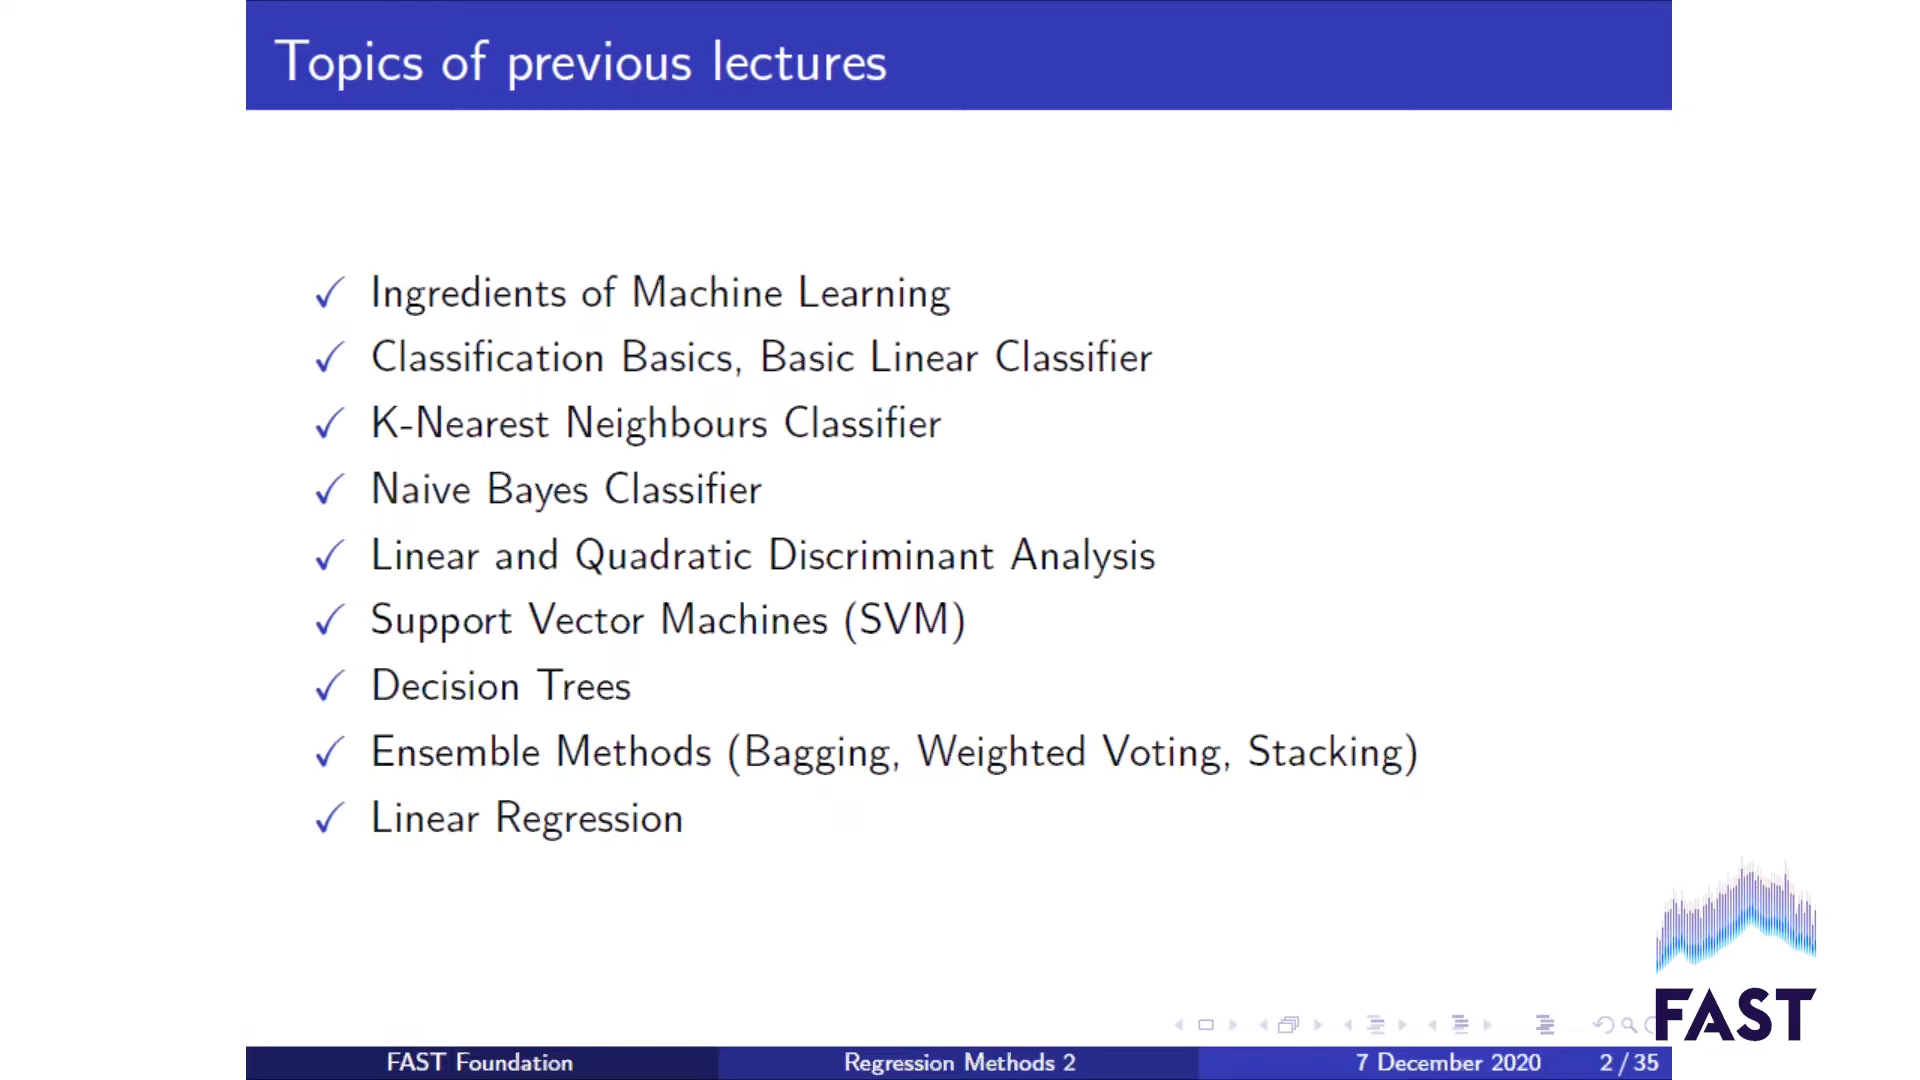 Topics of previous lectures
Ingredients of Machine Learning
Classification Basics, Basic Linear Classifier
K-Nearest Neighbours Classifier
Naive Bayes Classifier
Linear and Quadratic Discriminant Analysis
Support Vector Machines (SVM)
Decision Trees
Ensemble Methods (Bagging, Weighted Voting, Stacking)
Linear Regression
FAST
FAST Foundation
Regression Methods 2
7 December 2020
2 / 35